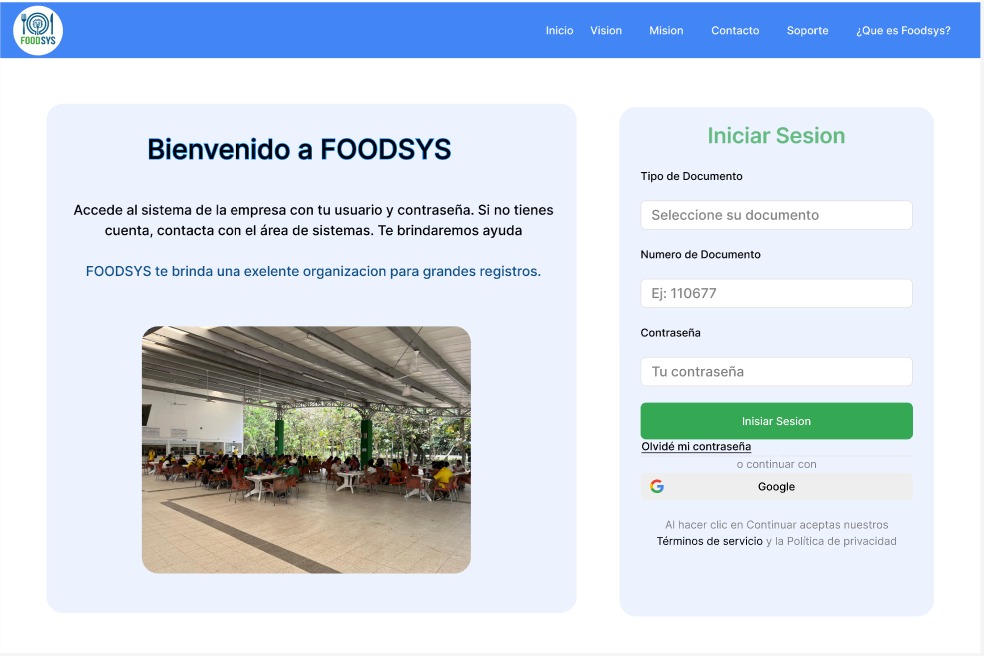 FOODSYS
Inicio Vision Mision Contacto Soporte ¿Que es Foodsys?
Bienvenido a FOODSYS
Accede al sistema de la empresa con tu usuario y contraseña. Si no tienes
cuenta, contacta con el área de sistemas. Te brindaremos ayuda
FOODSYS te brinda una exelente organizacion para grandes registros.
Iniciar Sesion
Tipo de Documento
Seleccione su documento
Numero de Documento
Ej: 110677
Contraseña
Tu contraseña
Inisiar Sesion
Olvidé mi contraseña
o continuar con
Google
Al hacer clic en Continuar aceptas nuestros
Términos de servicio y la Política de privacidad